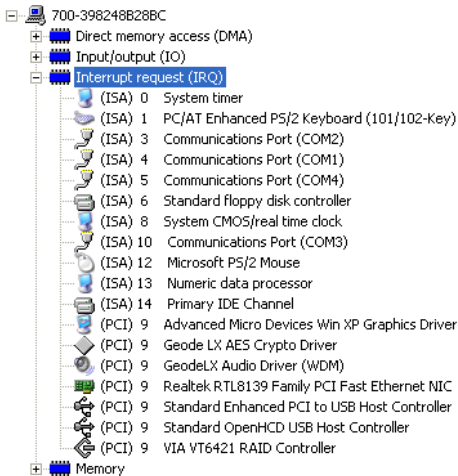 700-398248B28BC
Direct memory access (DMA)
Input/output (IO)
Interrupt request (IRQ)
(ISA) 0 System timer
(ISA) 1 PC/AT Enhanced PS/2 Keyboard (101/102-Key)
(ISA) 3 Communications Port (COM2)
(ISA) 4 Communications Port (COM1)
(ISA) 5 Communications Port (COM4)
(ISA) 6 Standard floppy disk controller
(ISA) 8 System CMOS/real time clock
(ISA) 10 Communications Port (COM3)
(ISA) 12 Microsoft PS/2 Mouse
(ISA) 13 Numeric data processor
(ISA) 14 Primary IDE Channel
(PCI) 9 Advanced Micro Devices Win XP Graphics Driver
(PCI) 9 Geode LX AES Crypto Driver
(PCI) 9 GeodeLX Audio Driver (WDM)
(PCI) 9 Realtek RTL8139 Family PCI Fast Ethernet NIC
(PCI) 9 Standard Enhanced PCI to USB Host Controller
(PCI) 9 Standard OpenHCD USB Host Controller
(PCI) 9 VIA VT6421 RAID Controller
Memory